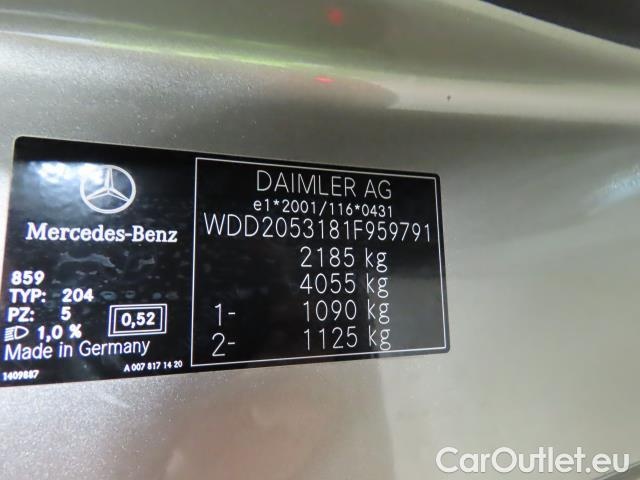 DAIMLER AG
e1*2001/116*0431
WDD2053181F959791
2185 kg
4055 kg
1- 1090 kg
2- 1125 kg
Mercedes-Benz
859
TYP: 204
PZ: 5
1,0 %
0,52
Made in Germany
1409887
A 007 817 14 20
CarOutlet.eu